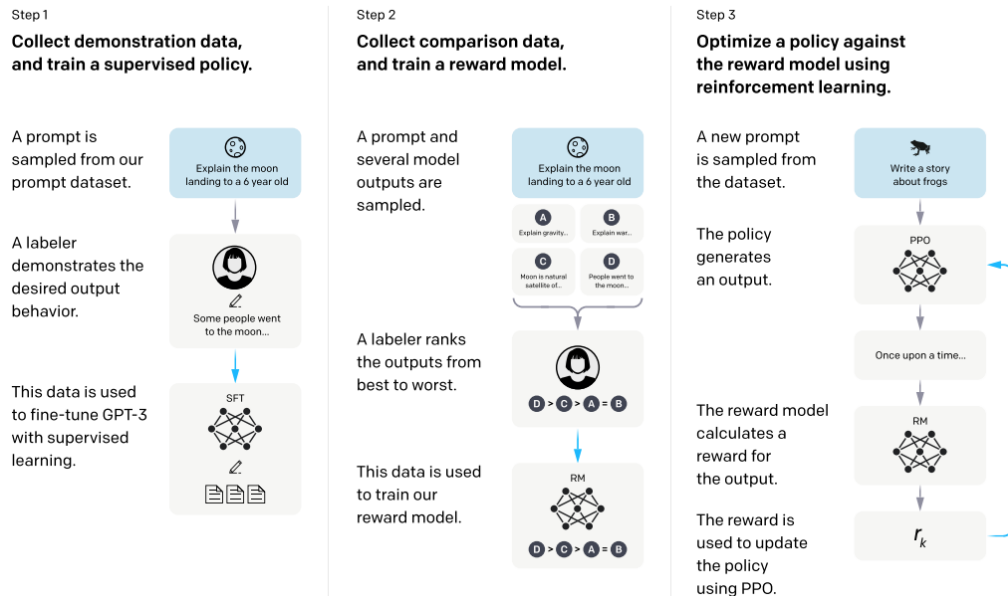 Step 1
Collect demonstration data,
and train a supervised policy.
A prompt is
sampled from our
prompt dataset.
Explain the moon
landing to a 6 year old
A labeler
demonstrates the
desired output
behavior.
Some people went
to the moon...
This data is used
to fine-tune GPT-3
with supervised
learning.
SFT
Step 2
Collect comparison data,
and train a reward model.
A prompt and
several model
outputs are
sampled.
Explain the moon
landing to a 6 year old
A
Explain gravity...
B
Explain war...
C
Moon is natural
satellite of...
D
People went to
the moon...
A labeler ranks
the outputs from
best to worst.
D > C > A = B
This data is used
to train our
reward model.
RM
D > C > A = B
Step 3
Optimize a policy against
the reward model using
reinforcement learning.
A new prompt
is sampled from
the dataset.
Write a story
about frogs
The policy
generates
an output.
PPO
Once upon a time...
The reward model
calculates a
reward for
the output.
RM
The reward is
used to update
the policy
using PPO.
rk